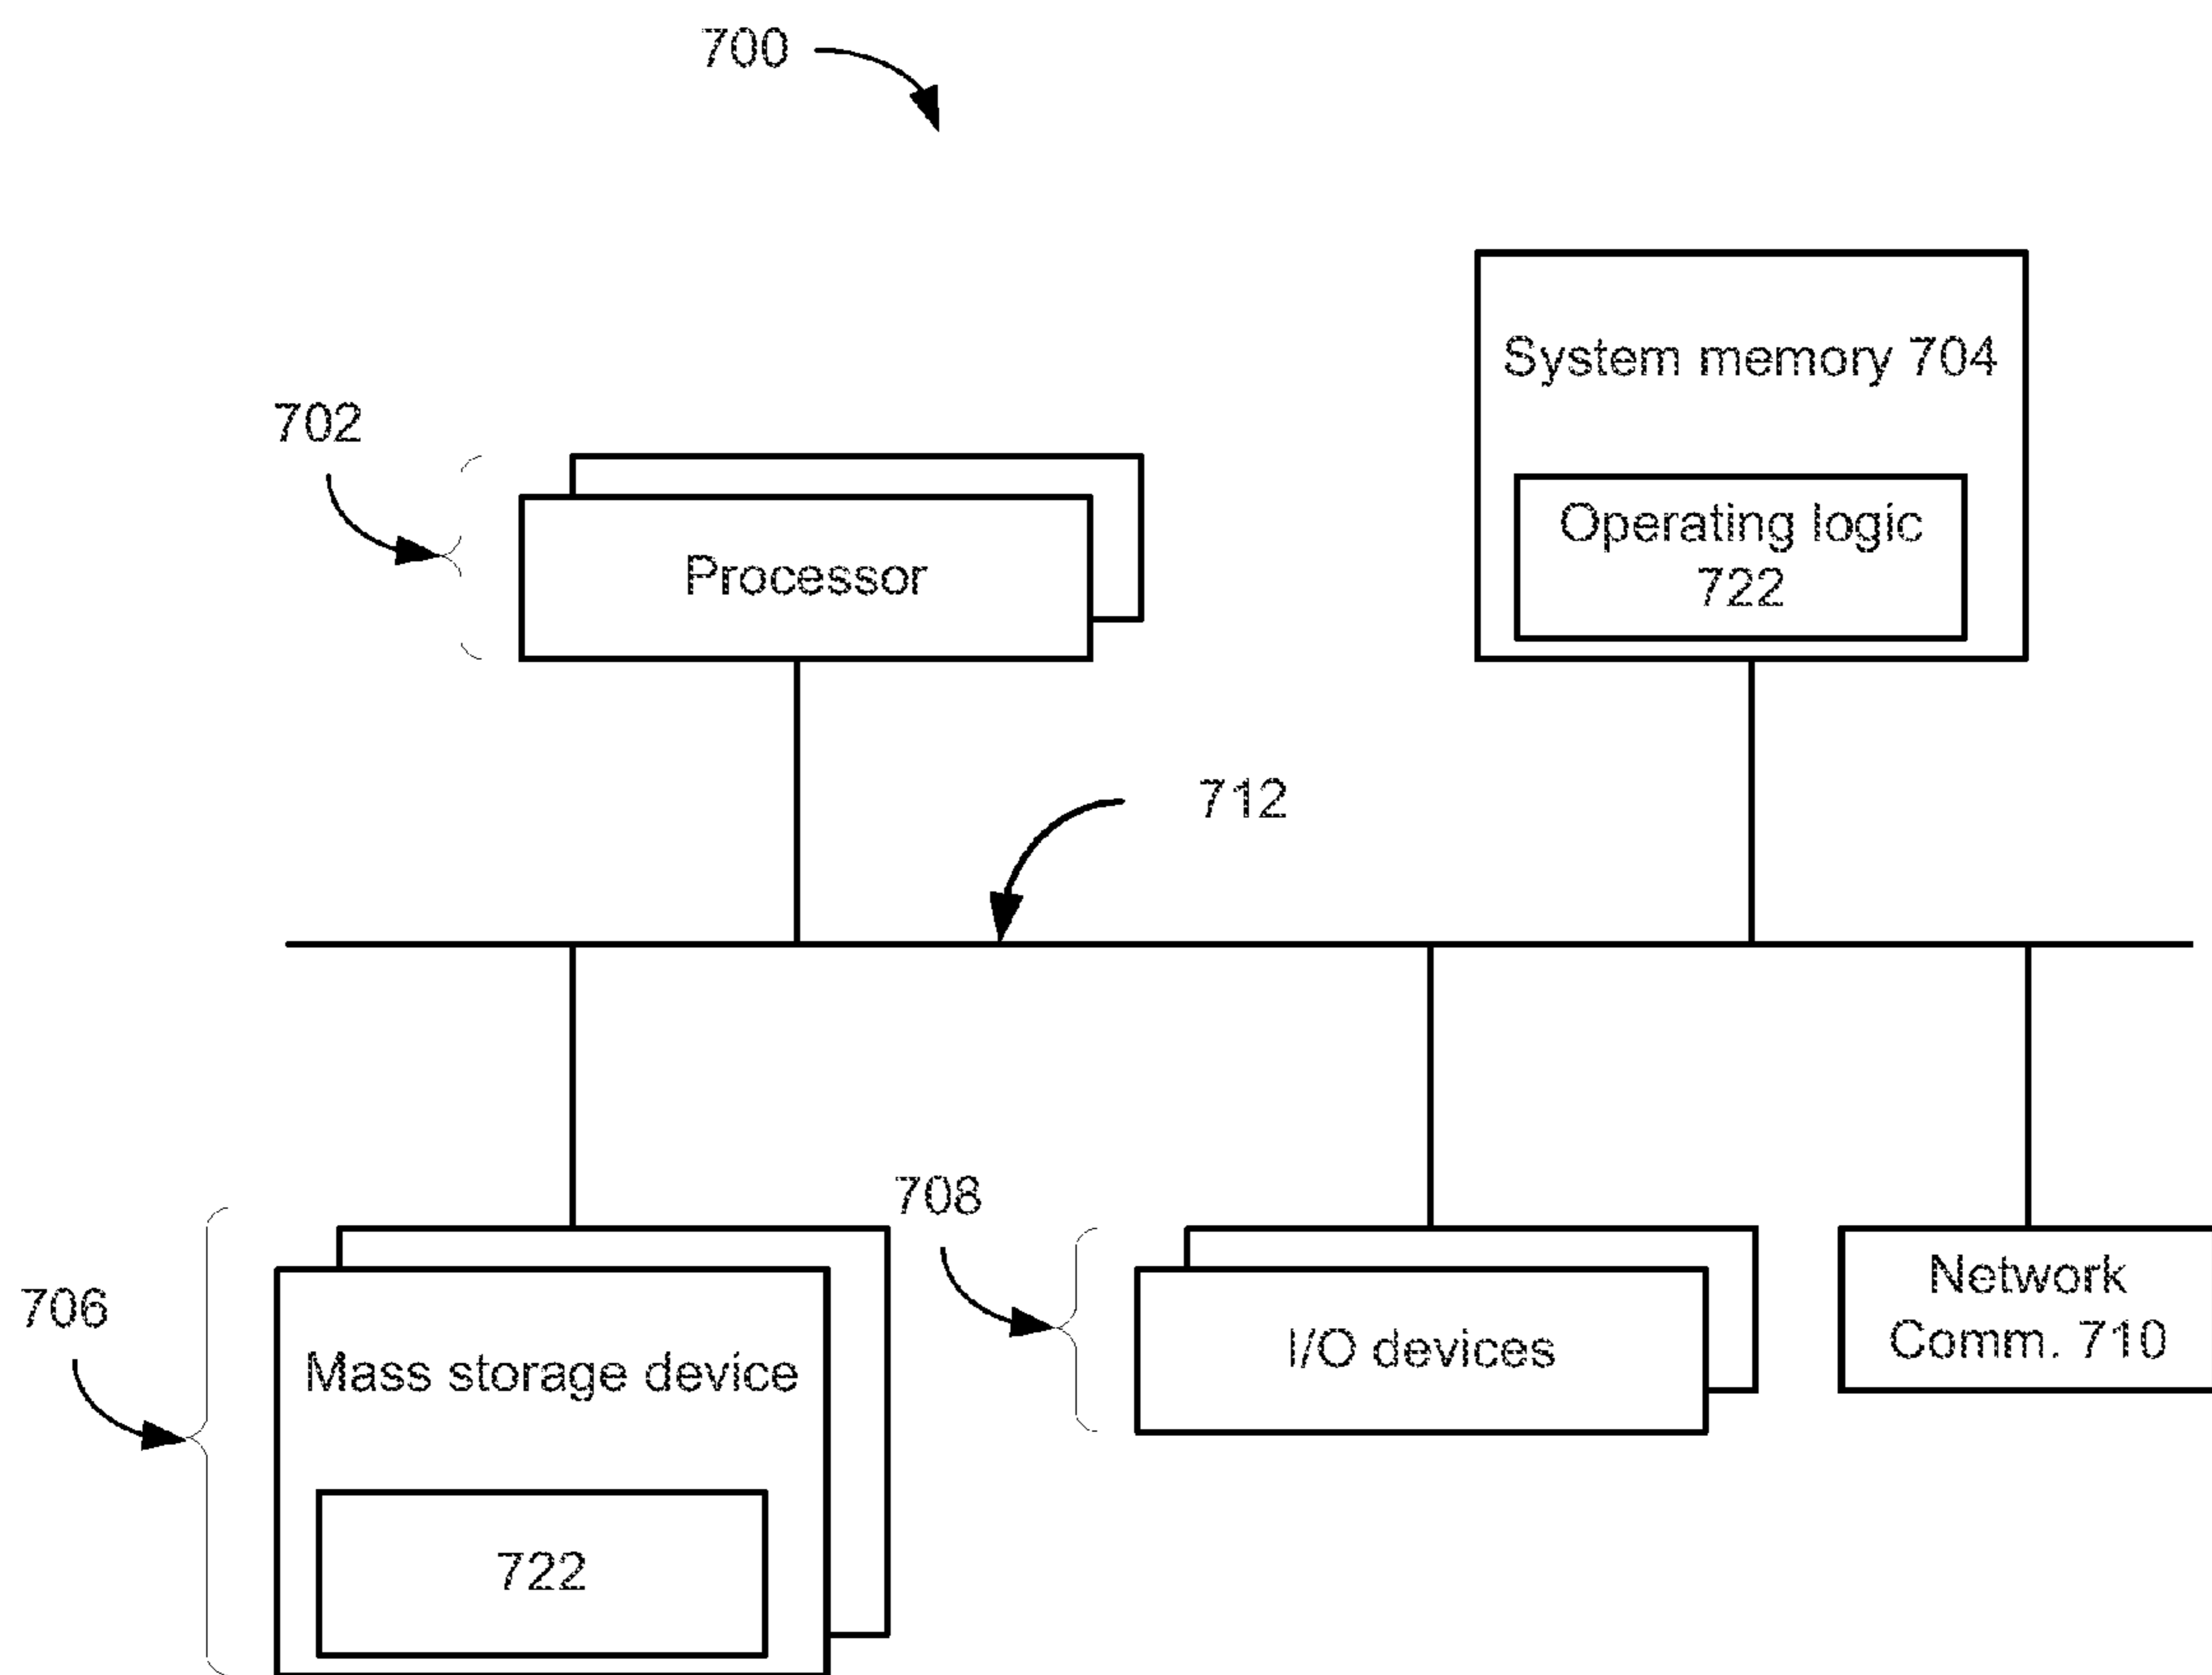 700
System memory 704
702
Operating logic
722
Processor
712
708
706
Mass storage device
722
I/O devices
Network
Comm. 710